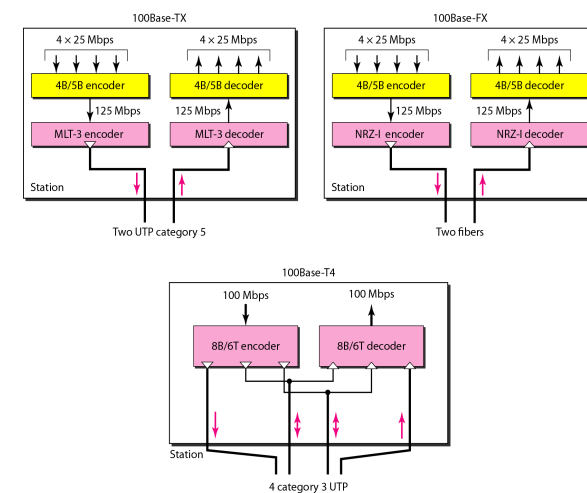 100Base-TX
4 × 25 Mbps
4 × 25 Mbps
4B/5B encoder
4B/5B decoder
125 Mbps
125 Mbps
MLT-3 encoder
MLT-3 decoder
Station
Two UTP category 5
100Base-FX
4 × 25 Mbps
4 × 25 Mbps
4B/5B encoder
4B/5B decoder
125 Mbps
125 Mbps
NRZ-I encoder
NRZ-I decoder
Station
Two fibers
100Base-T4
100 Mbps
100 Mbps
8B/6T encoder
8B/6T decoder
Station
4 category 3 UTP